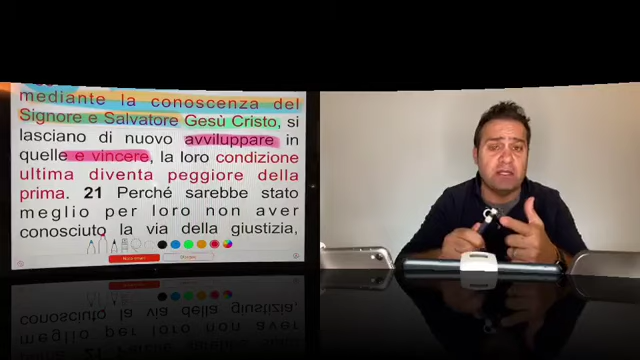 mediante la conoscenza del
Signore e Salvatore Gesù Cristo, si
lasciano di nuovo avviluppare in
quelle e vincere, la loro condizione
ultima diventa peggiore della
prima. 21 Perché sarebbe stato
meglio per loro non aver
conosciuto la via della giustizia,